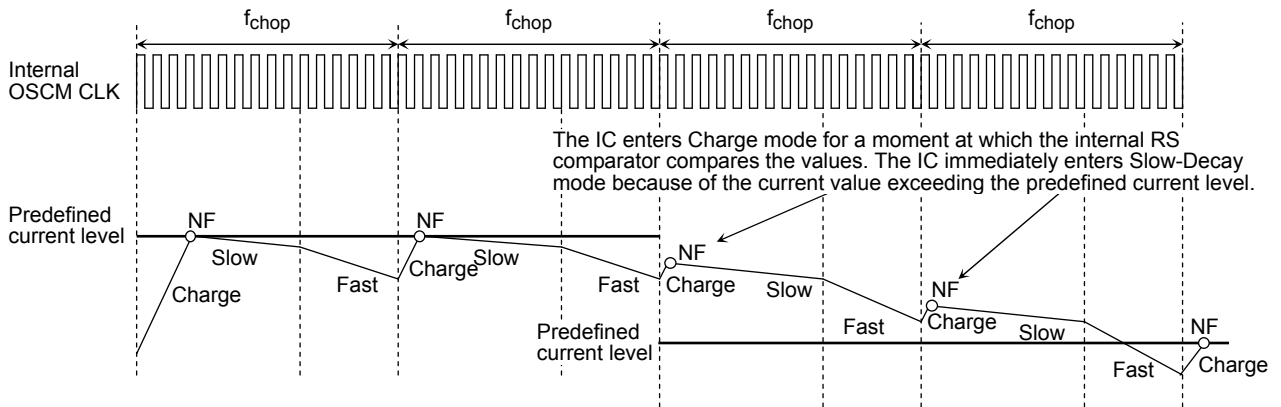 fchop fchop fchop fchop
Internal
OSCM CLK
The IC enters Charge mode for a moment at which the internal RS
comparator compares the values. The IC immediately enters Slow-Decay
mode because of the current value exceeding the predefined current level.
Predefined
current level
NF
Slow
Charge
Fast
NF
Charge
Slow
Fast
NF
Charge
Slow
Fast
NF
Charge
Slow
Fast
NF
Charge
Predefined
current level